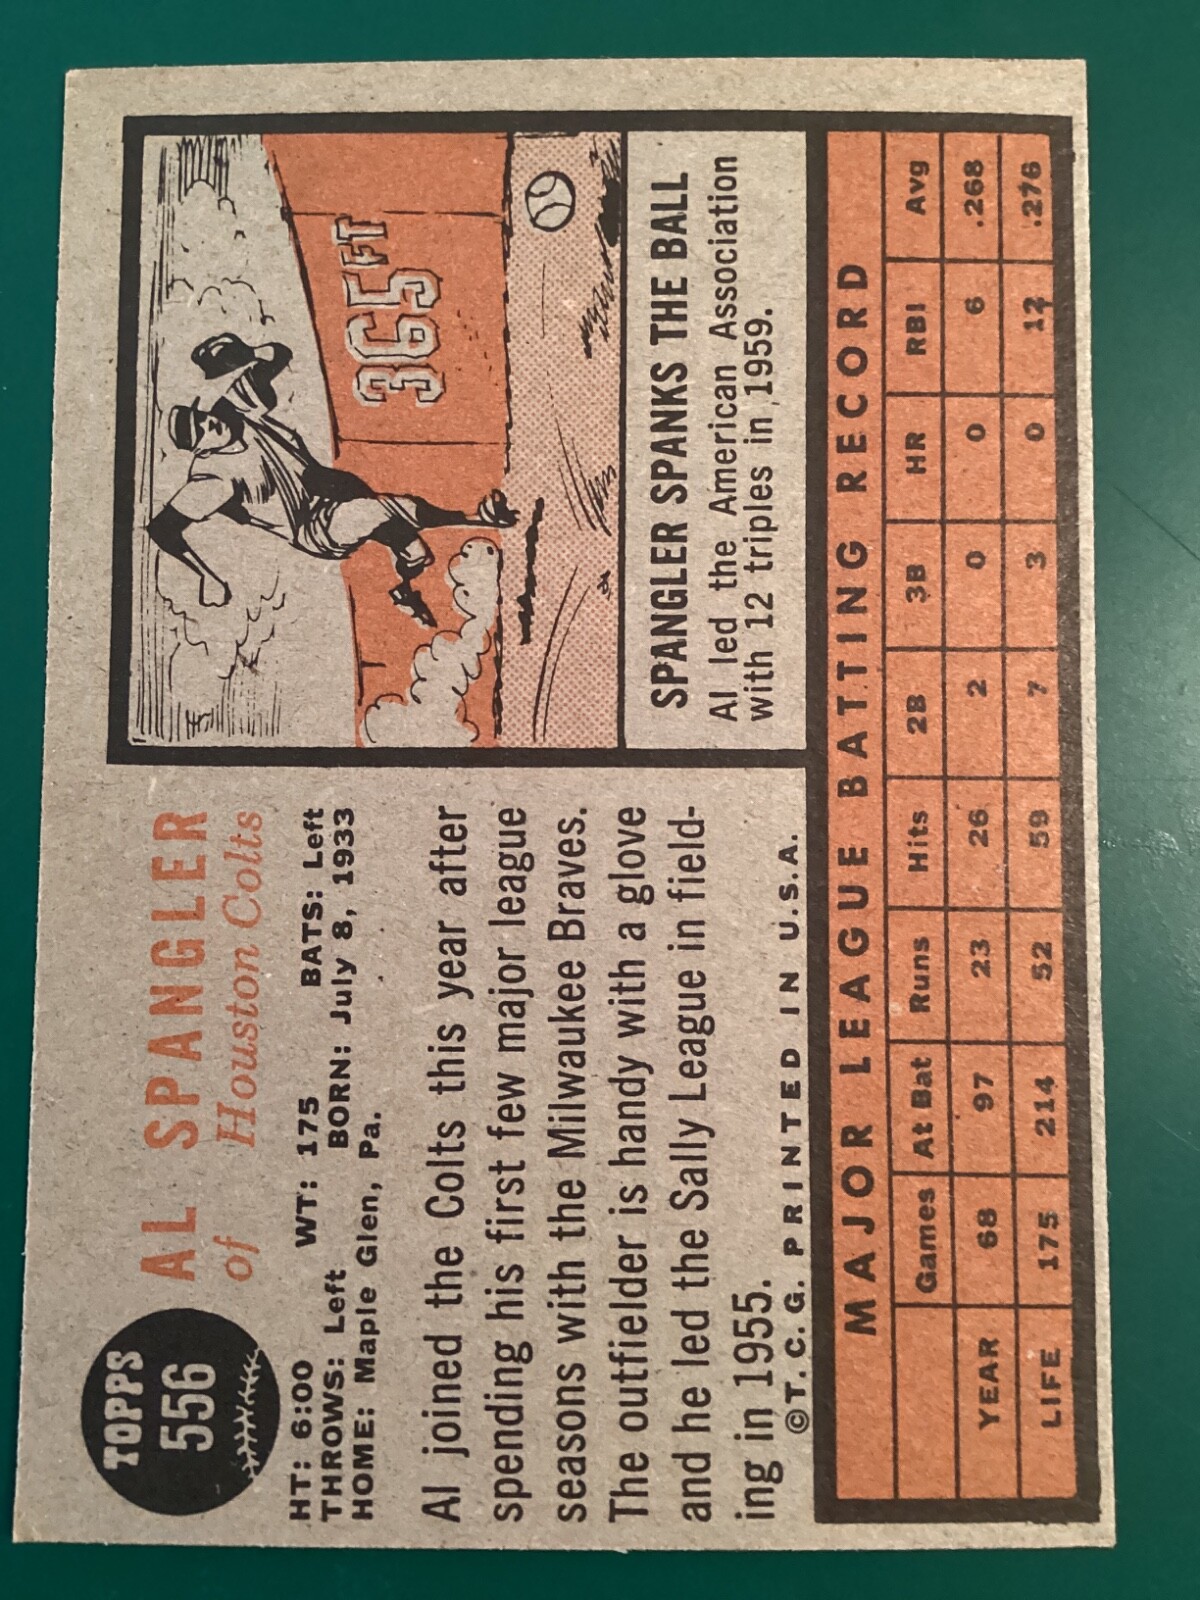 TOPPS
556
AL SPANGLER
of Houston Colts
HT: 6:00 WT: 175 BATS: Left
THROWS: Left BORN: July 8, 1933
HOME: Maple Glen, Pa.
Al joined the Colts this year after
spending his first few major league
seasons with the Milwaukee Braves.
The outfielder is handy with a glove
and he led the Sally League in field-
ing in 1955.
©T. C. G. PRINTED IN U.S.A.
365 FT
SPANGLER SPANKS THE BALL
Al led the American Association
with 12 triples in 1959.
MAJOR LEAGUE BATTING RECORD
Games At Bat Runs Hits 2B 3B HR RBI Avg
YEAR 68 97 23 26 2 0 0 6 .268
LIFE 175 214 52 59 7 3 0 12 .276